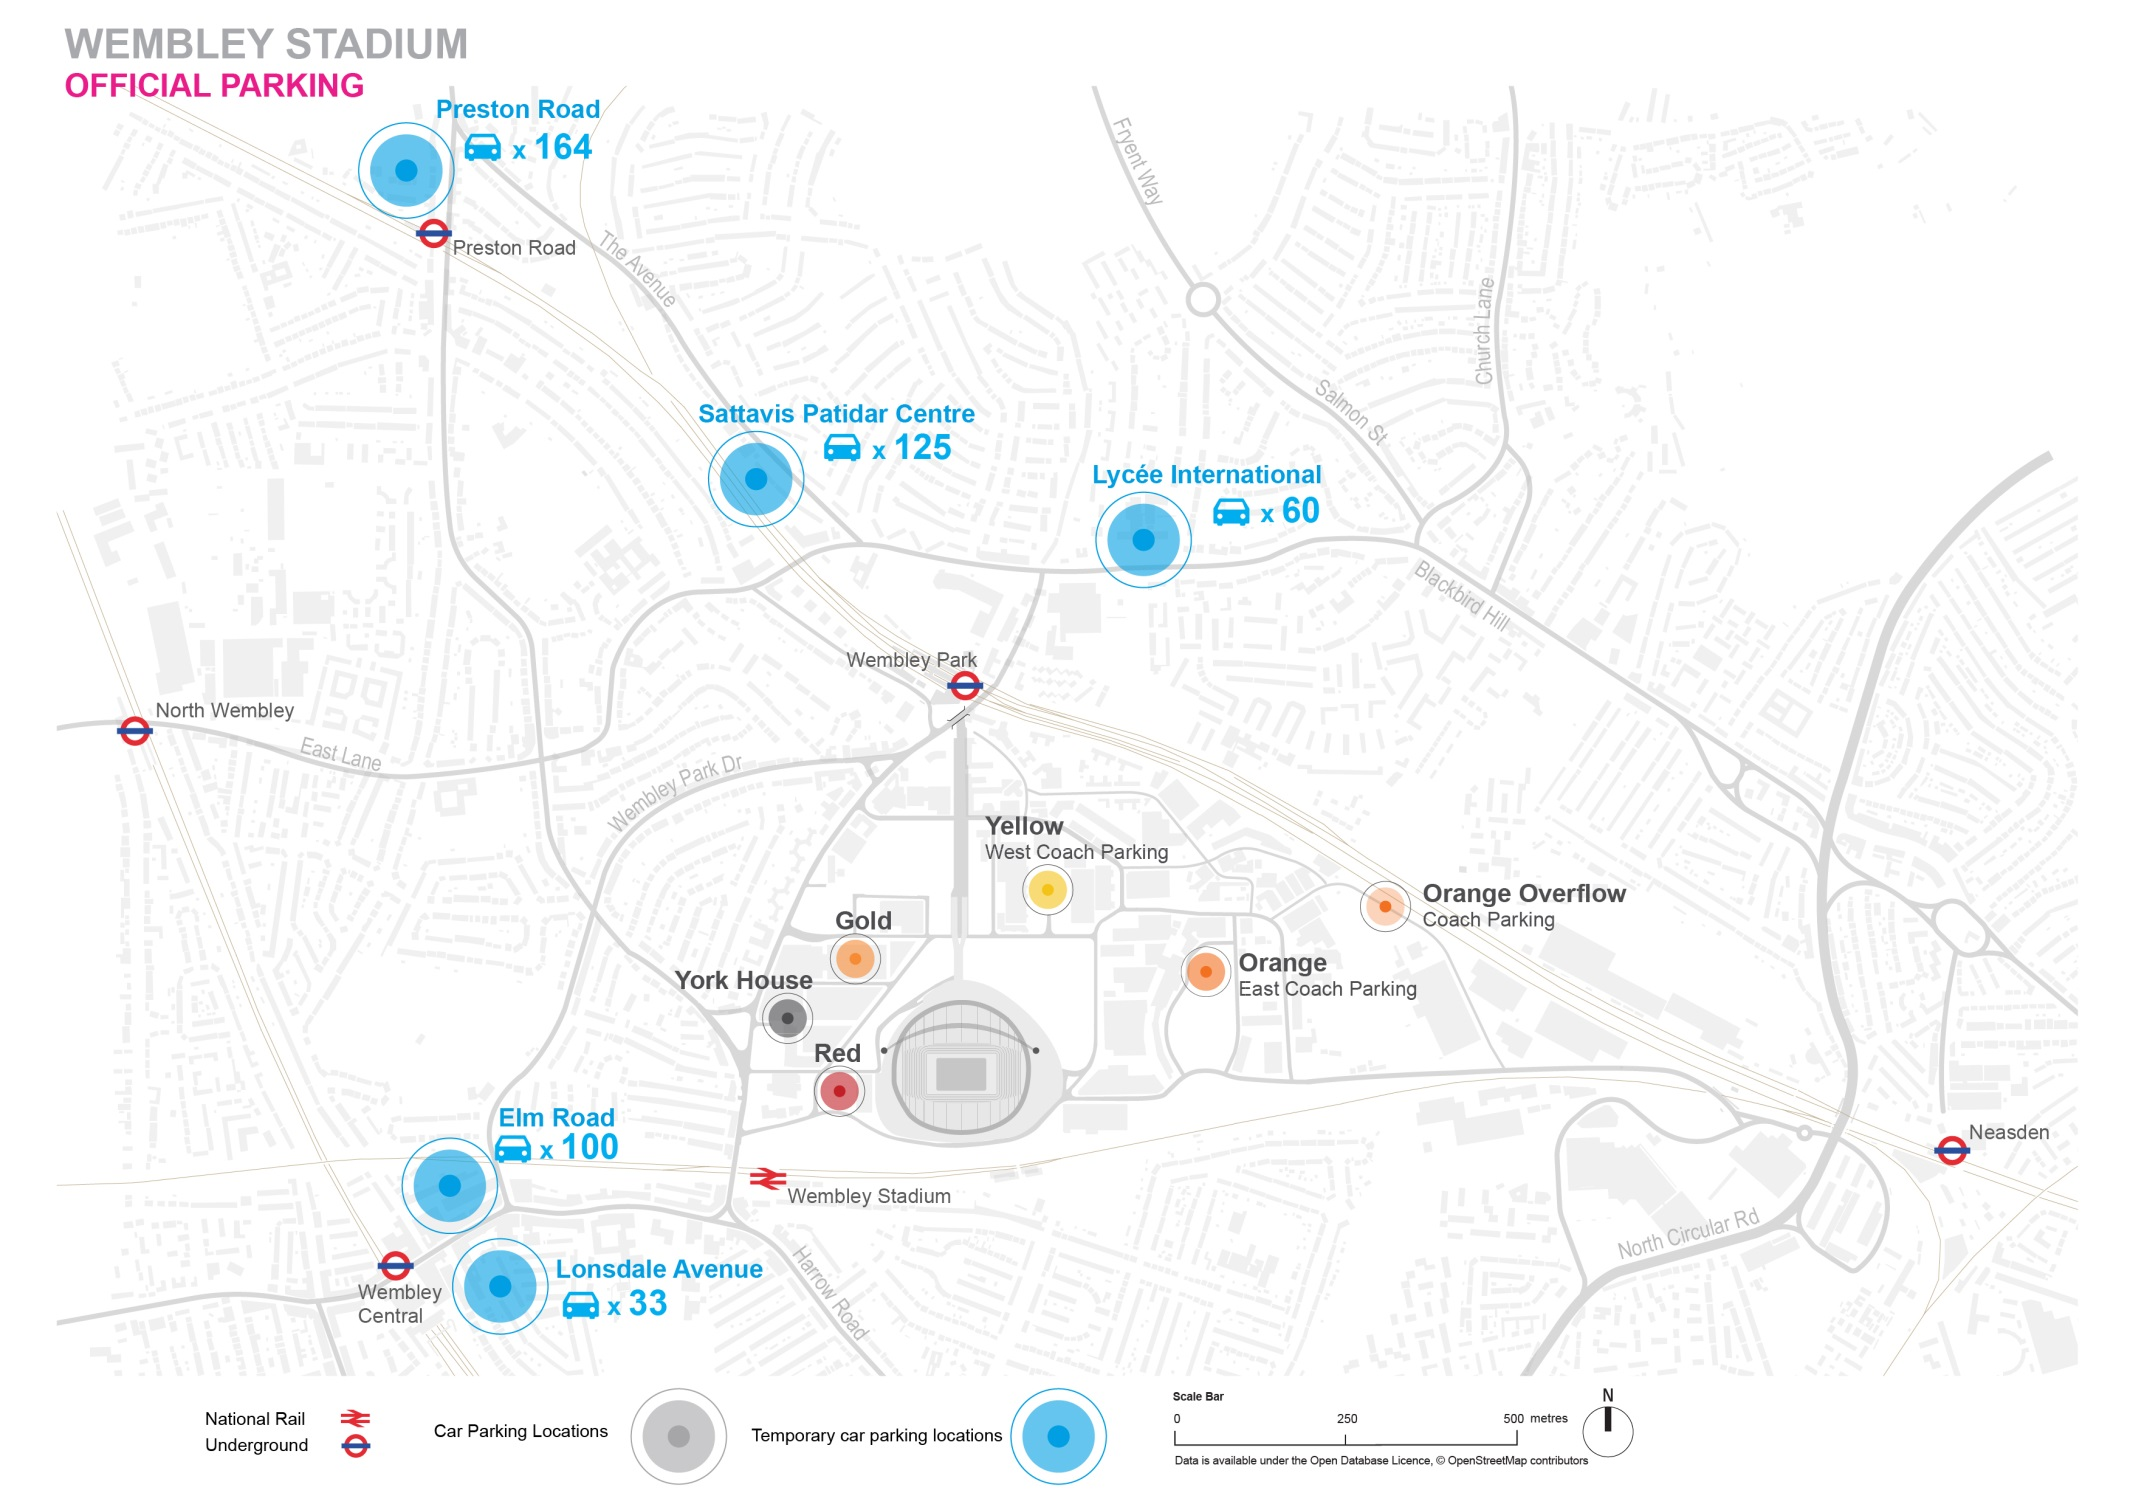 WEMBLEY STADIUM
OFFICIAL PARKING
Preston Road
x 164
Preston Road
The Avenue
Fryent Way
Church Lane
Salmon St
Sattavis Patidar Centre
x 125
Lycée International
x 60
Blackbird Hill
Wembley Park
North Wembley
East Lane
Wembley Park Dr
Yellow
West Coach Parking
Gold
Orange Overflow
Coach Parking
York House
Orange
East Coach Parking
Red
Elm Road
x 100
Neasden
Wembley Stadium
North Circular Rd
Harrow Road
Wembley
Central
Lonsdale Avenue
x 33
National Rail
Underground
Car Parking Locations
Temporary car parking locations
Scale Bar
0 250 500 metres
Data is available under the Open Database Licence, © OpenStreetMap contributors
N